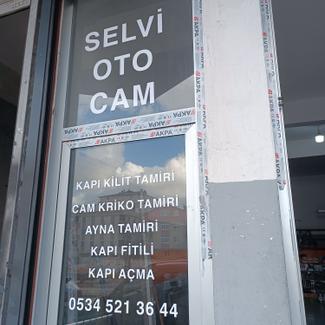 SELVİ
OTO
CAM
AKPA
KAPI KİLİT TAMİRİ
CAM KRİKO TAMİRİ
AYNA TAMİRİ
KAPI FİTİLİ
KAPI AÇMA
0534 521 36 44